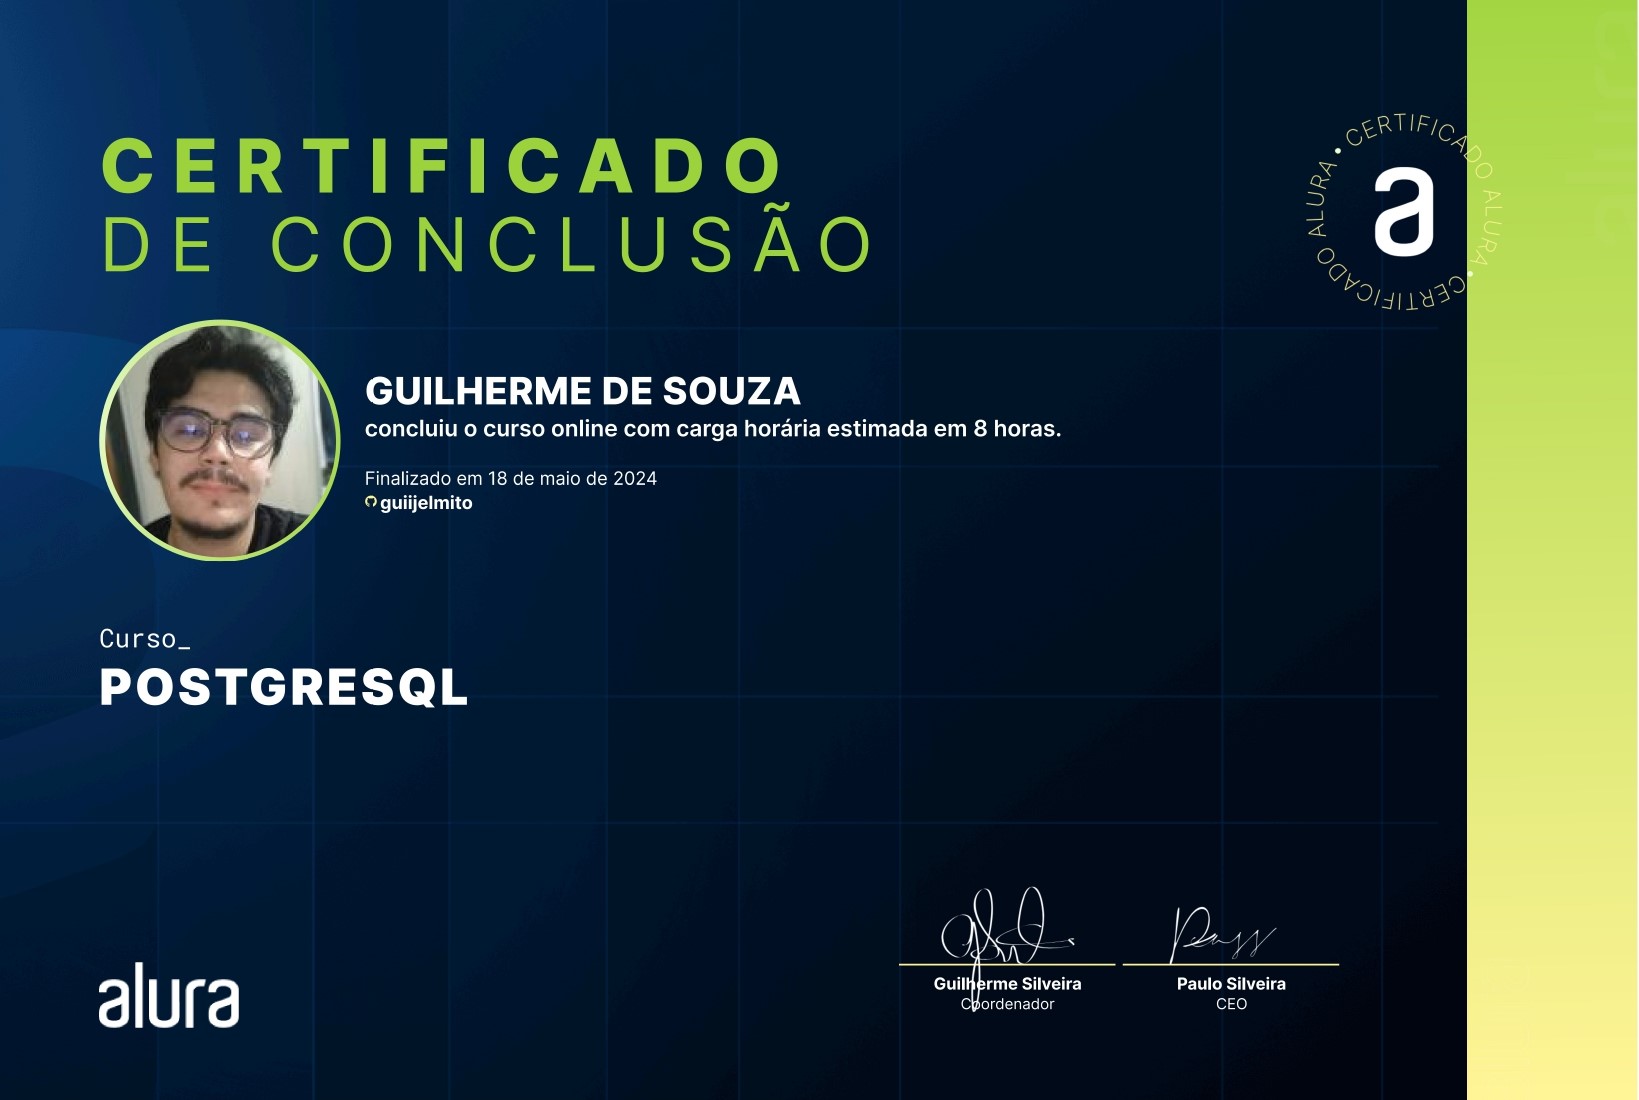 CERTIFICADO
DE CONCLUSÃO
CERTIFICADO ALURA • CERTIFICADO ALURA •
a
GUILHERME DE SOUZA
concluiu o curso online com carga horária estimada em 8 horas.
Finalizado em 18 de maio de 2024
guiijelmito
Curso_
POSTGRESQL
Guilherme Silveira
Coordenador
Paulo Silveira
CEO
alura